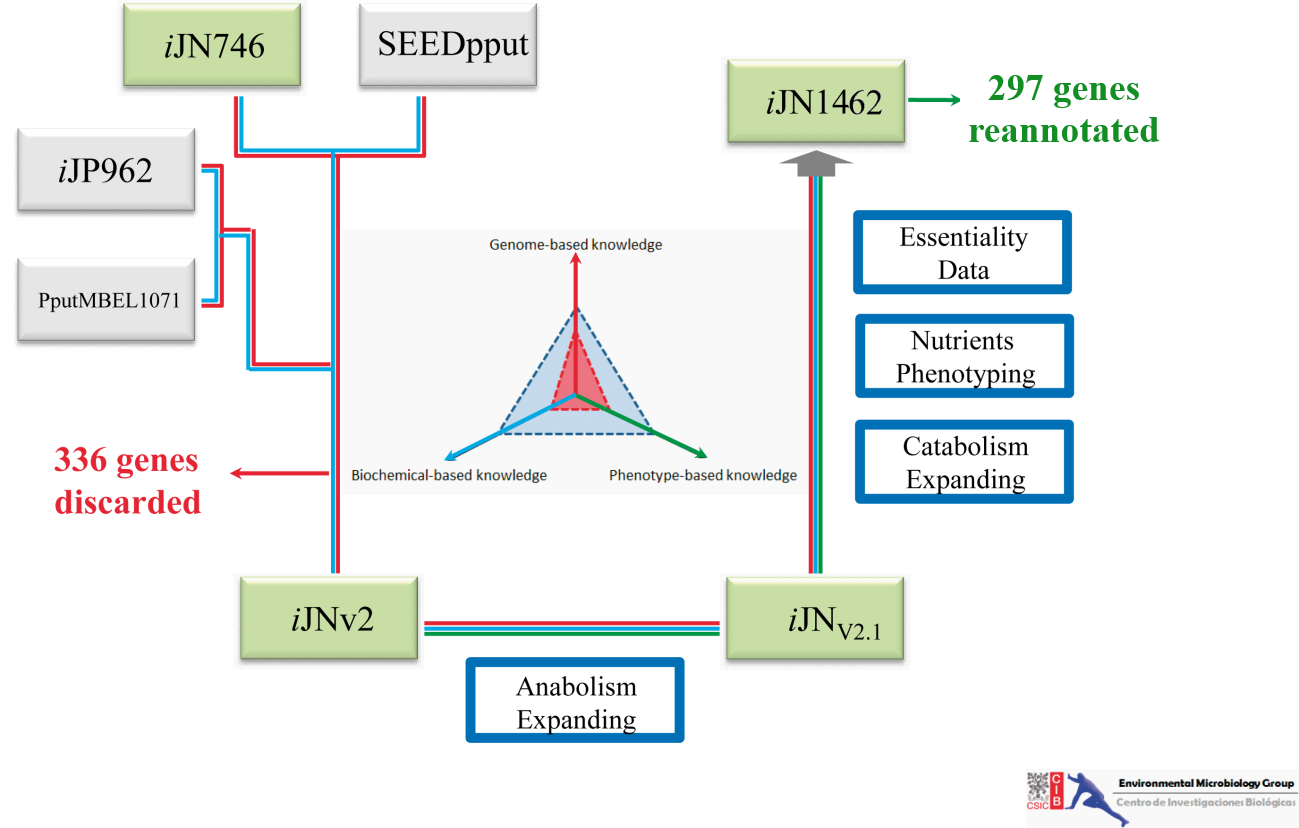 iJN746
SEEDpput
iJP962
PputMBEL1071
336 genes
discarded
Genome-based knowledge
Biochemical-based knowledge
Phenotype-based knowledge
iJNv2
Anabolism
Expanding
iJNV2.1
iJN1462
297 genes
reannotated
Essentiality
Data
Nutrients
Phenotyping
Catabolism
Expanding
CSIC
CIB
Environmental Microbiology Group
Centro de Investigaciones Biológicas